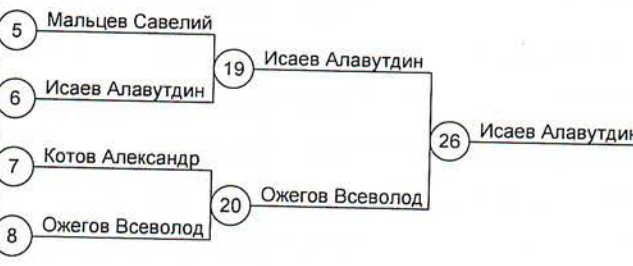 5 Мальцев Савелий
19 Исаев Алавутдин
6 Исаев Алавутдин
26 Исаев Алавутдин
7 Котов Александр
20 Ожегов Всеволод
8 Ожегов Всеволод